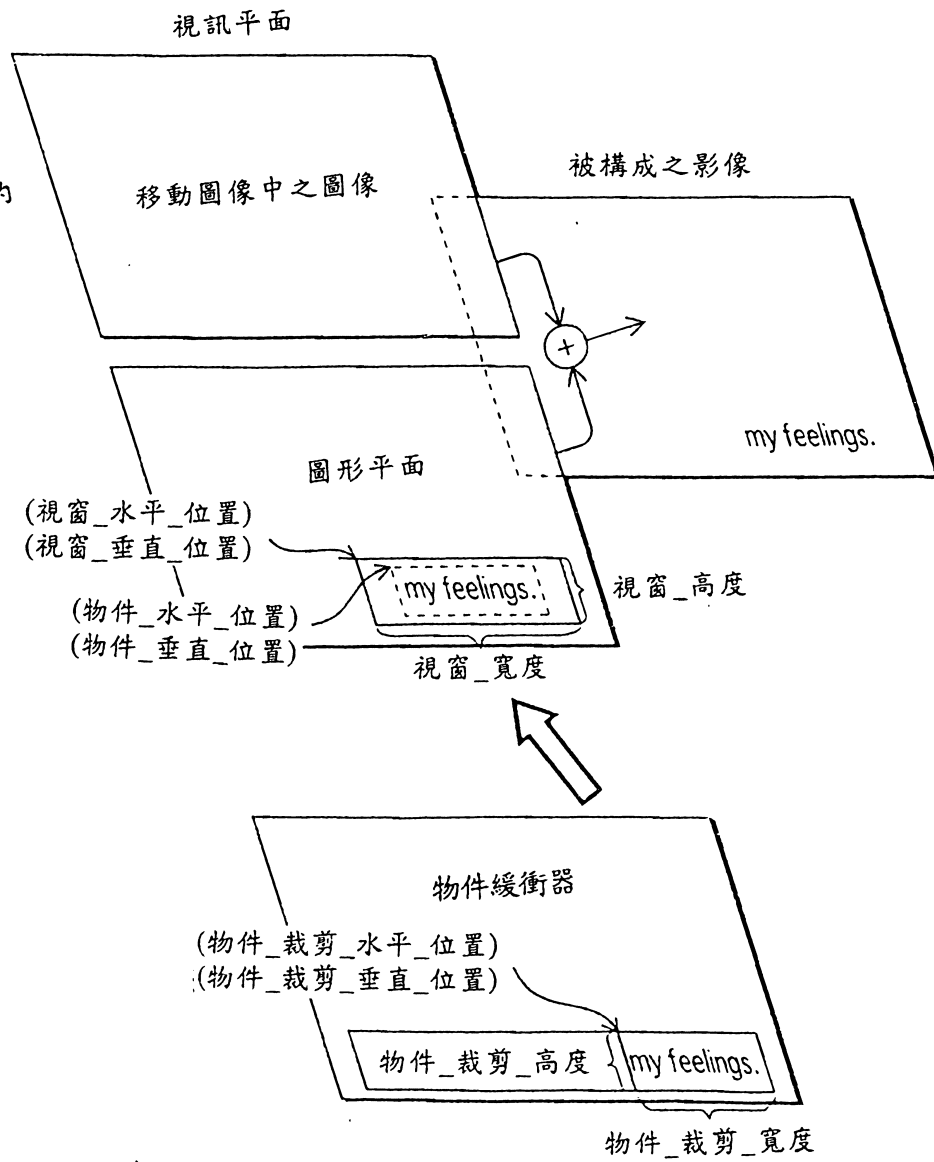 視訊平面
移動圖像中之圖像
的
被構成之影像
+
my feelings.
圖形平面
(視窗_水平_位置)
(視窗_垂直_位置)
my feelings.
(物件_水平_位置)
(物件_垂直_位置)
視窗_高度
視窗_寬度
物件緩衝器
(物件_裁剪_水平_位置)
(物件_裁剪_垂直_位置)
物件_裁剪_高度
my feelings.
物件_裁剪_寬度